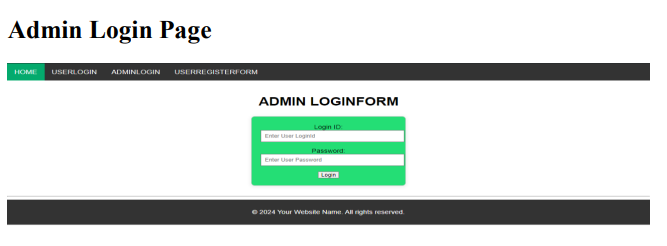 Admin Login Page
HOME USERLOGIN ADMINLOGIN USERREGISTERFORM
ADMIN LOGINFORM
Login ID:
Enter User LoginId
Password:
Enter User Password
Login
© 2024 Your Website Name. All rights reserved.